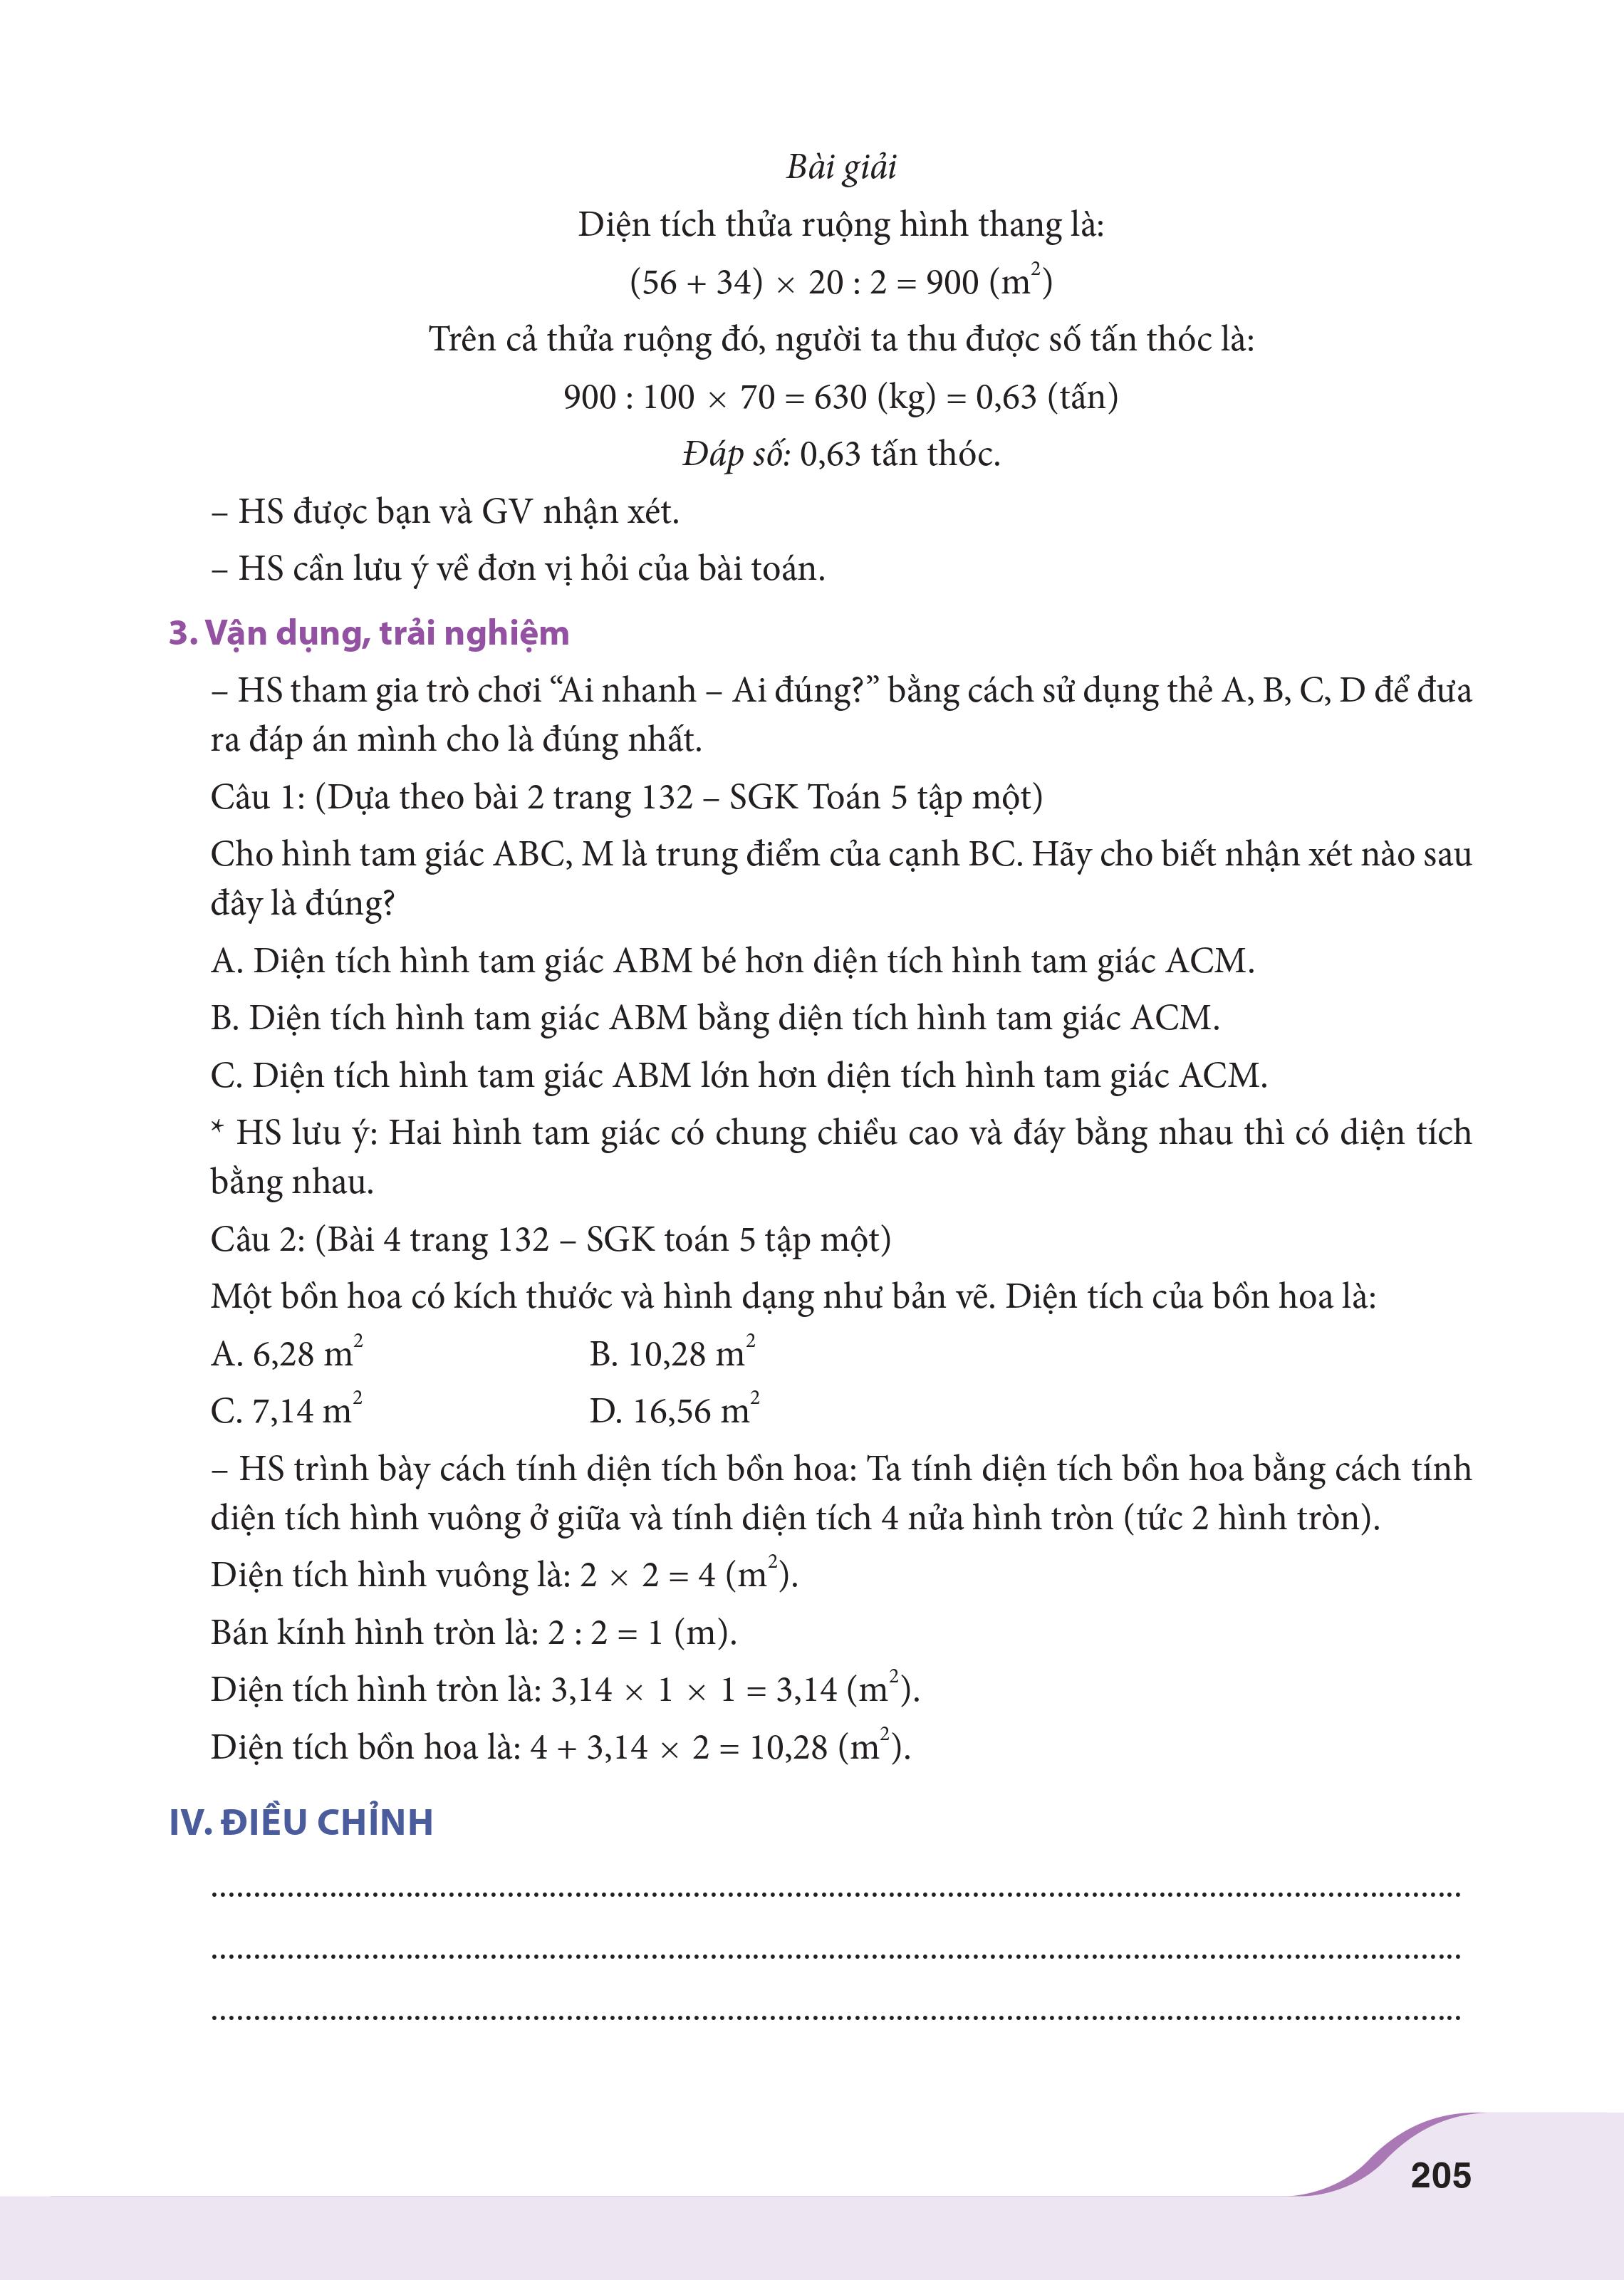 Bài giải
Diện tích thửa ruộng hình thang là:
(56 + 34) × 20 : 2 = 900 (m²)
Trên cả thửa ruộng đó, người ta thu được số tấn thóc là:
900 : 100 × 70 = 630 (kg) = 0,63 (tấn)
Đáp số: 0,63 tấn thóc.
– HS được bạn và GV nhận xét.
– HS cần lưu ý về đơn vị hỏi của bài toán.
3. Vận dụng, trải nghiệm
– HS tham gia trò chơi “Ai nhanh – Ai đúng?” bằng cách sử dụng thẻ A, B, C, D để đưa
ra đáp án mình cho là đúng nhất.
Câu 1: (Dựa theo bài 2 trang 132 – SGK Toán 5 tập một)
Cho hình tam giác ABC, M là trung điểm của cạnh BC. Hãy cho biết nhận xét nào sau
đây là đúng?
A. Diện tích hình tam giác ABM bé hơn diện tích hình tam giác ACM.
B. Diện tích hình tam giác ABM bằng diện tích hình tam giác ACM.
C. Diện tích hình tam giác ABM lớn hơn diện tích hình tam giác ACM.
* HS lưu ý: Hai hình tam giác có chung chiều cao và đáy bằng nhau thì có diện tích
bằng nhau.
Câu 2: (Bài 4 trang 132 – SGK toán 5 tập một)
Một bồn hoa có kích thước và hình dạng như bản vẽ. Diện tích của bồn hoa là:
A. 6,28 m² B. 10,28 m²
C. 7,14 m² D. 16,56 m²
– HS trình bày cách tính diện tích bồn hoa: Ta tính diện tích bồn hoa bằng cách tính
diện tích hình vuông ở giữa và tính diện tích 4 nửa hình tròn (tức 2 hình tròn).
Diện tích hình vuông là: 2 × 2 = 4 (m²).
Bán kính hình tròn là: 2 : 2 = 1 (m).
Diện tích hình tròn là: 3,14 × 1 × 1 = 3,14 (m²).
Diện tích bồn hoa là: 4 + 3,14 × 2 = 10,28 (m²).
IV. ĐIỀU CHỈNH
205